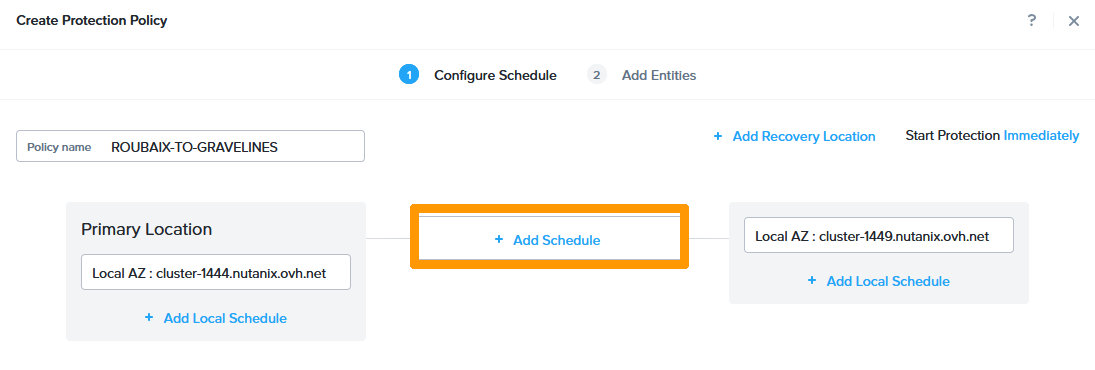 Create Protection Policy
?
1 Configure Schedule 2 Add Entities
+ Add Recovery Location Start Protection Immediately
Policy name ROUBAIX-TO-GRAVELINES
Primary Location
Local AZ : cluster-1444.nutanix.ovh.net
+ Add Local Schedule
+ Add Schedule
Local AZ : cluster-1449.nutanix.ovh.net
+ Add Local Schedule